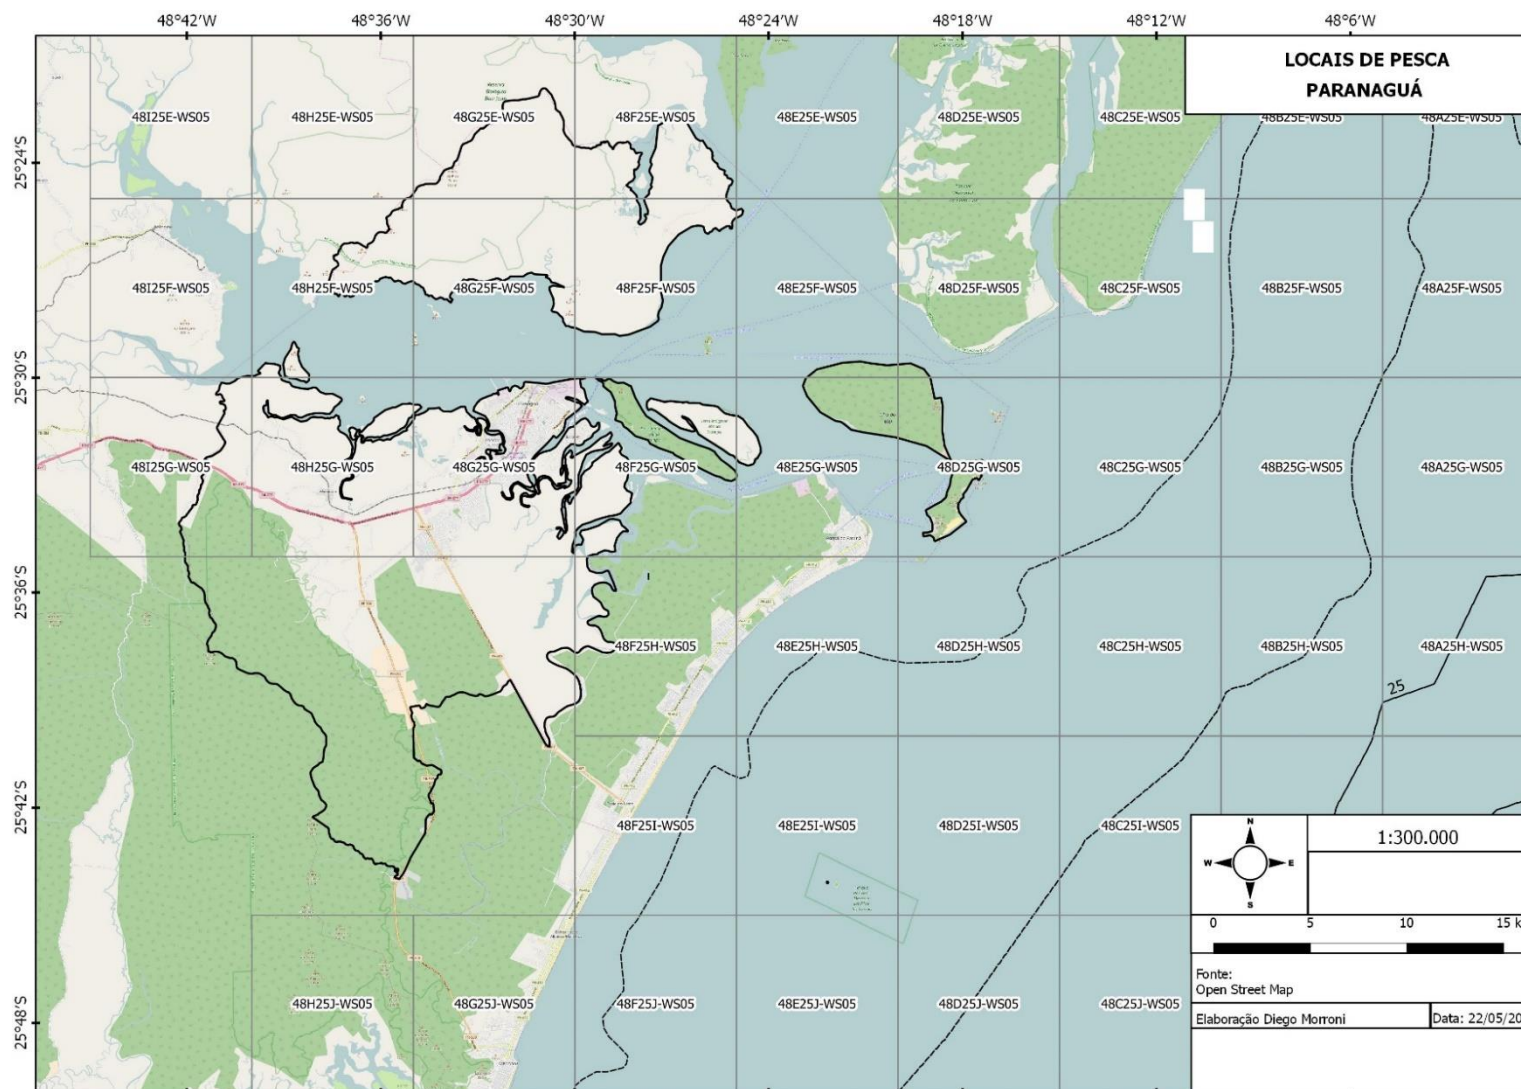 48°42'W 48°36'W 48°30'W 48°24'W 48°18'W 48°12'W 48°6'W
LOCAIS DE PESCA
PARANAGUÁ
48I25E-WS05 48H25E-WS05 48G25E-WS05 48F25E-WS05 48E25E-WS05 48D25E-WS05 48C25E-WS05 48B25E-WS05 48A25E-WS05
25°24'S
48I25F-WS05 48H25F-WS05 48G25F-WS05 48F25F-WS05 48E25F-WS05 48D25F-WS05 48C25F-WS05 48B25F-WS05 48A25F-WS05
25°30'S
48I25G-WS05 48H25G-WS05 48G25G-WS05 48F25G-WS05 48E25G-WS05 48D25G-WS05 48C25G-WS05 48B25G-WS05 48A25G-WS05
25°36'S
48F25H-WS05 48E25H-WS05 48D25H-WS05 48C25H-WS05 48B25H-WS05 48A25H-WS05
25
25°42'S
48F25I-WS05 48E25I-WS05 48D25I-WS05 48C25I-WS05
N
W E
S
1:300.000
0 5 10 15 k
Fonte:
Open Street Map
48H25J-WS05 48G25J-WS05 48F25J-WS05 48E25J-WS05 48D25J-WS05 48C25J-WS05
25°48'S
Elaboração Diego Morroni Data: 22/05/20